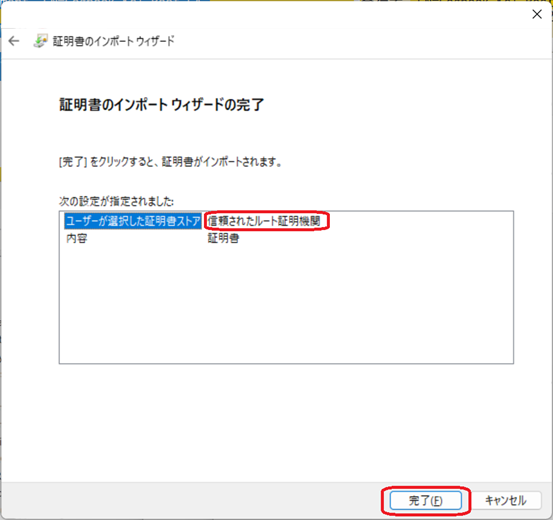 証明書のインポート ウィザード
証明書のインポート ウィザードの完了
[完了] をクリックすると、証明書がインポートされます。
次の設定が指定されました:
ユーザーが選択した証明書ストア 信頼されたルート証明機関
内容 証明書
完了(F) キャンセル